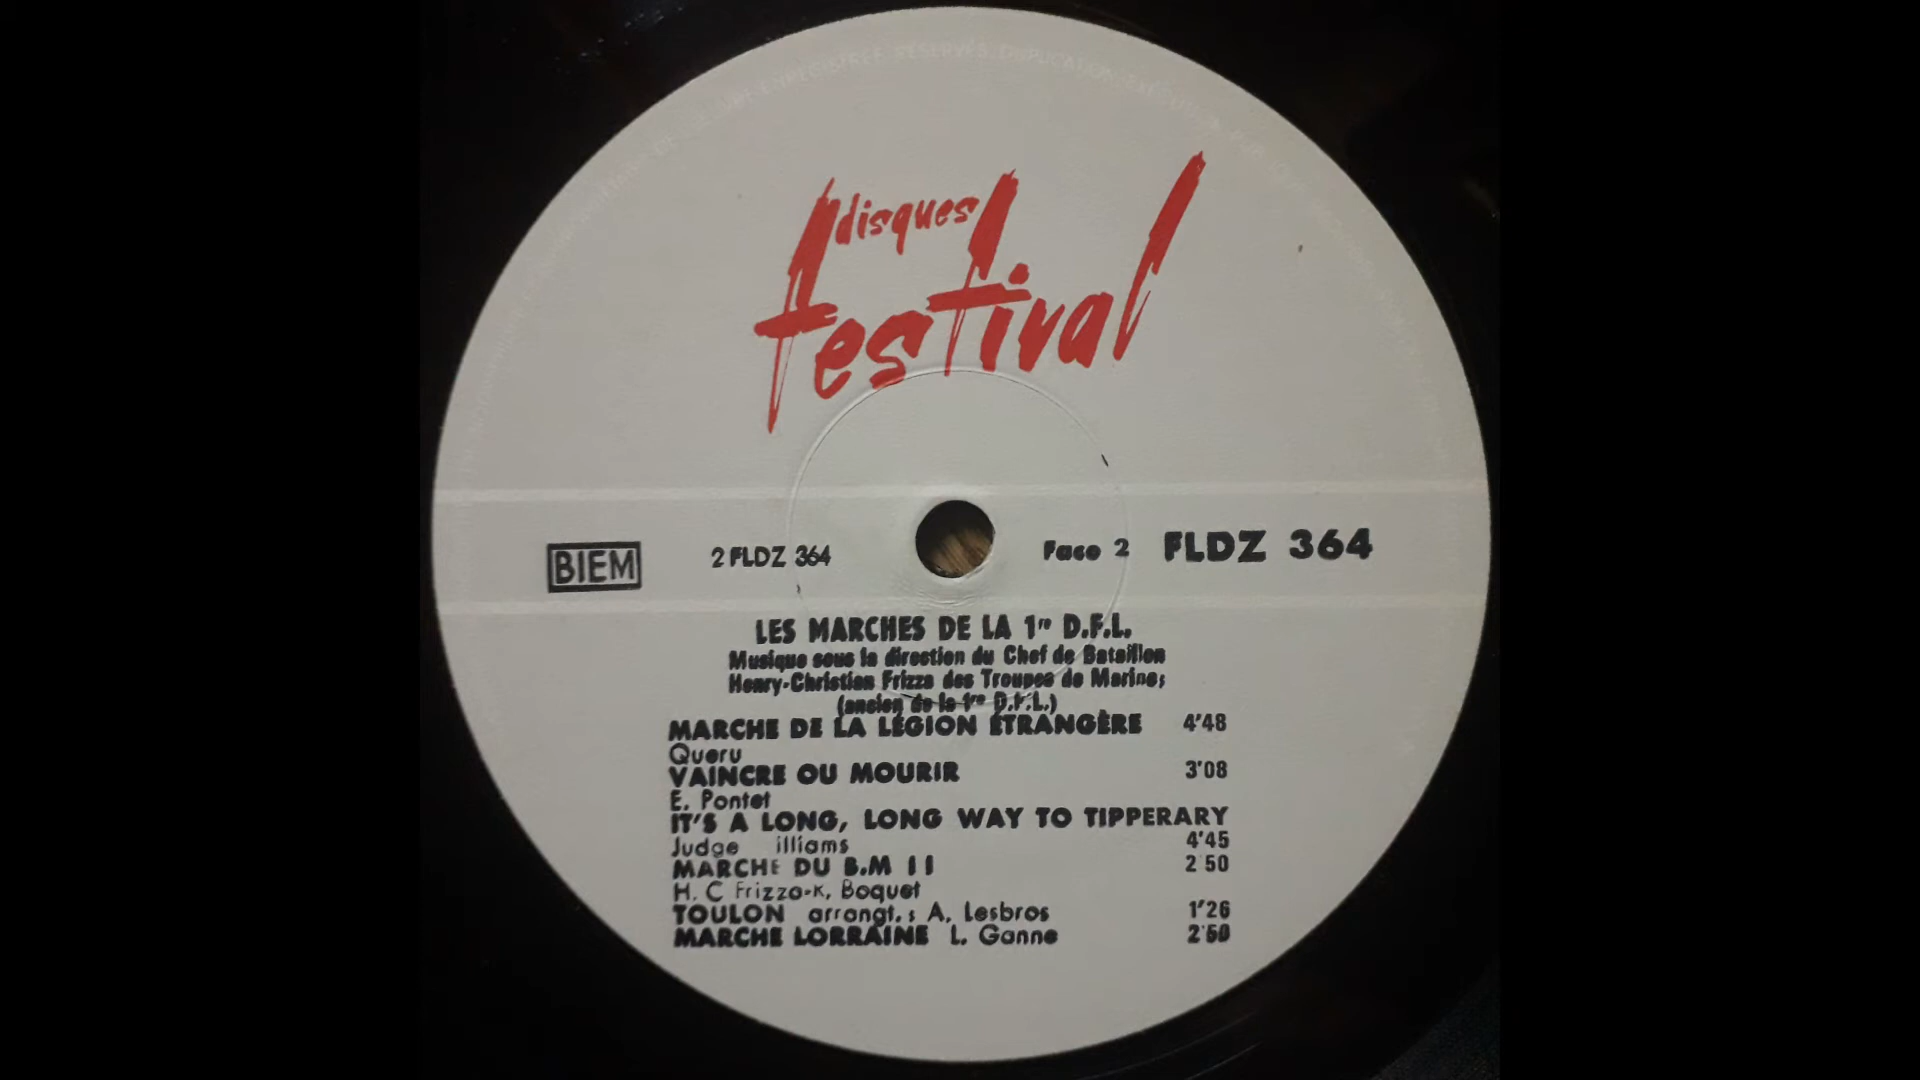 disques
festival
BIEM
2 FLDZ 364
Face 2 FLDZ 364
LES MARCHES DE LA 1re D.F.L.
Musique sous la direction du Chef de Bataillon
Henry-Christian Frizza des Troupes de Marine;
(ancien de la 1re D.F.L.)
MARCHE DE LA LÉGION ÉTRANGÈRE 4'48
Queru
VAINCRE OU MOURIR 3'08
E. Pontet
IT'S A LONG, LONG WAY TO TIPPERARY
Judge illiams 4'45
MARCHE DU B.M 11 2'50
H. C Frizza-K, Boquet
TOULON arrangt. : A. Lesbros 1'26
MARCHE LORRAINE L. Ganne 2'50